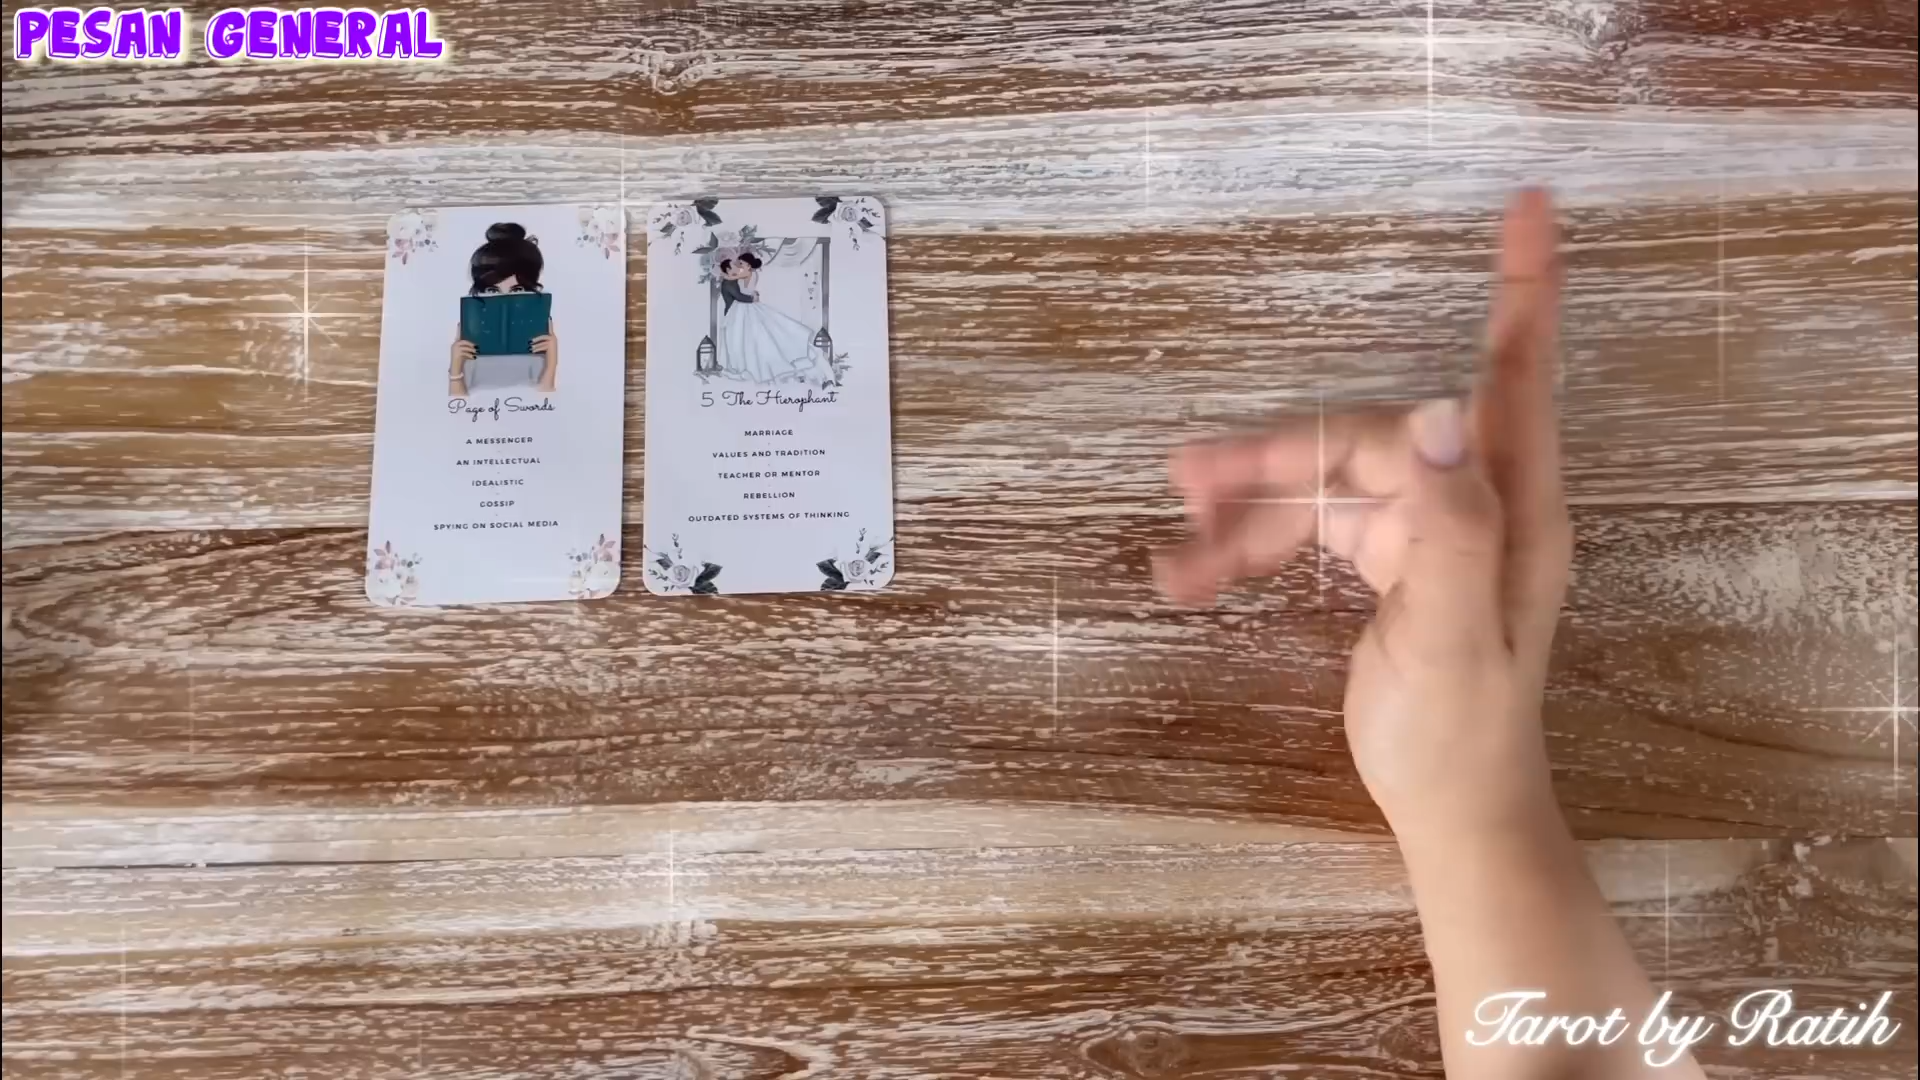 PESAN GENERAL
Page of Swords
A MESSENGER
AN INTELLECTUAL
IDEALISTIC
GOSSIP
SPYING ON SOCIAL MEDIA
5 The Hierophant
MARRIAGE
VALUES AND TRADITION
TEACHER OR MENTOR
REBELLION
OUTDATED SYSTEMS OF THINKING
Tarot by Ratih